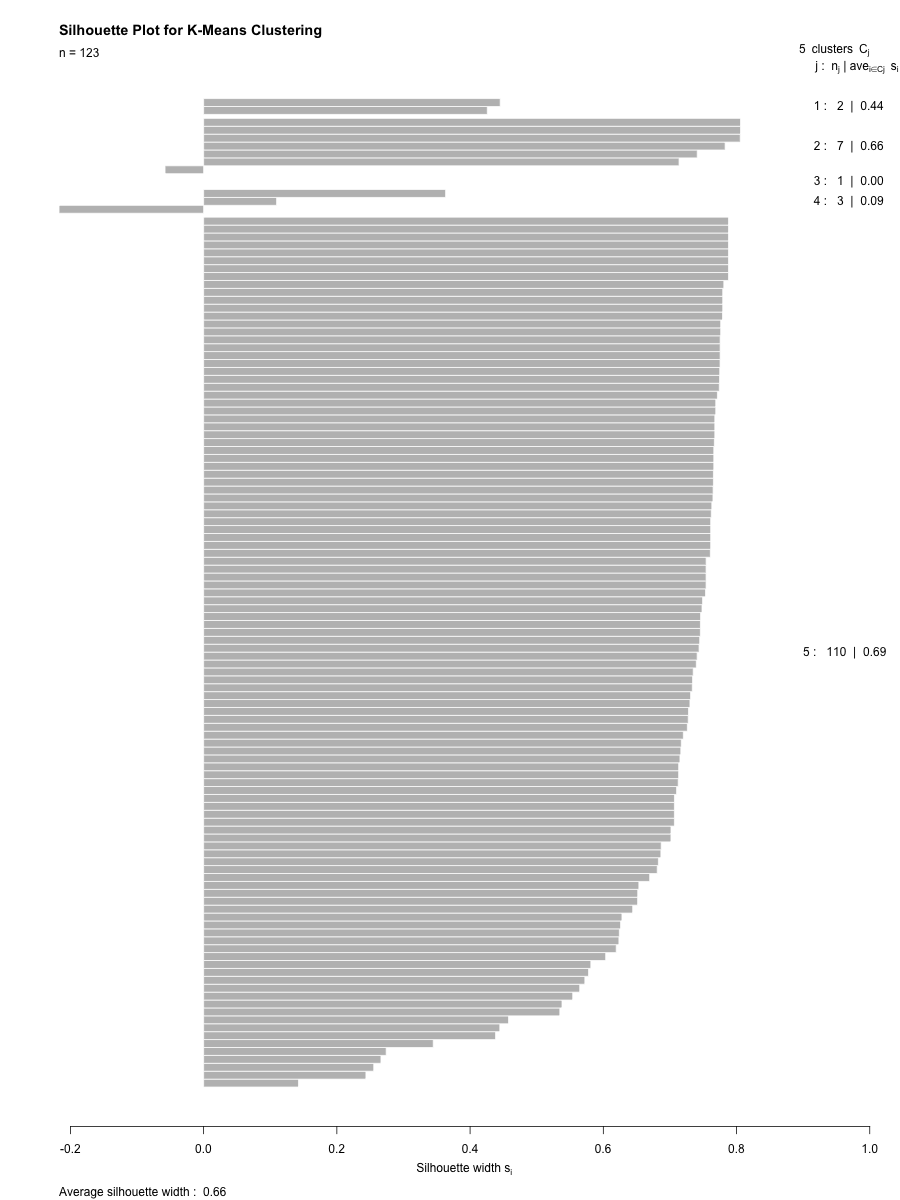 Silhouette Plot for K-Means Clustering
n = 123
5 clusters Cj
j : nj | avei∈Cj si
1 : 2 | 0.44
2 : 7 | 0.66
3 : 1 | 0.00
4 : 3 | 0.09
5 : 110 | 0.69
-0.2 0.0 0.2 0.4 0.6 0.8 1.0
Silhouette width si
Average silhouette width : 0.66